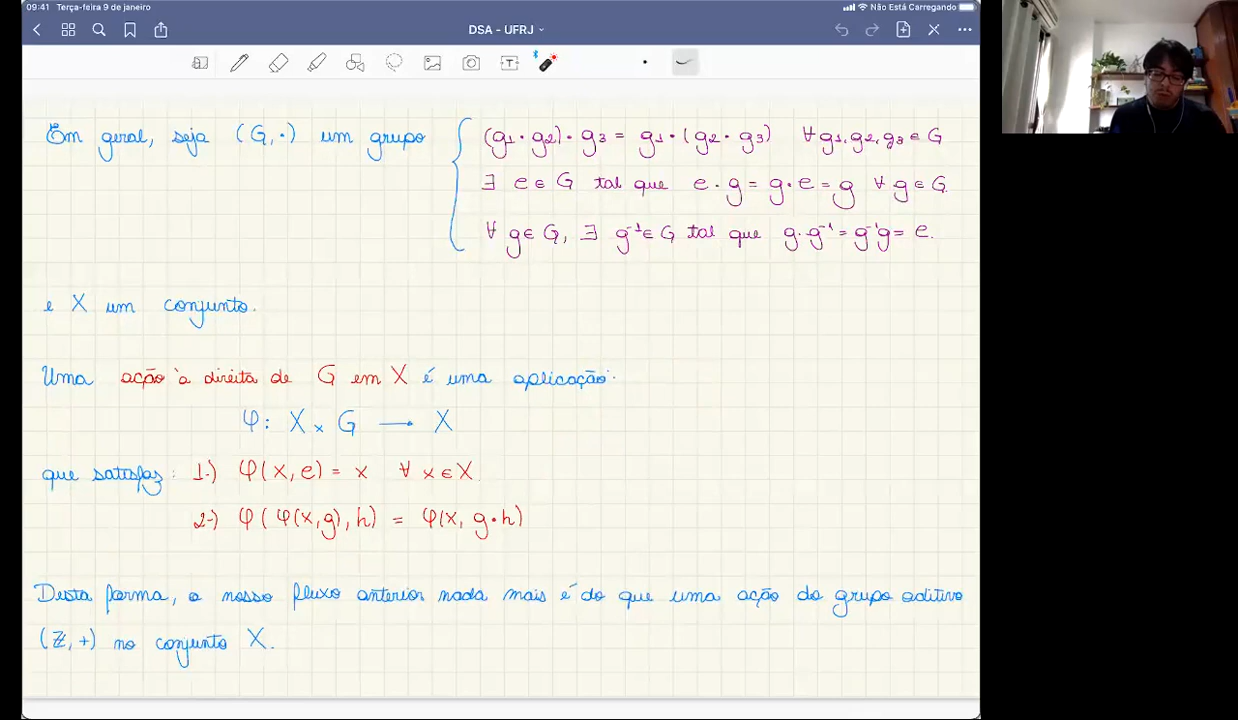 09:41 Terça-feira 9 de janeiro
Não Está Carregando
DSA - UFRJ
Em geral, seja (G, ·) um grupo
(g1 · g2) · g3 = g1 · (g2 · g3) ∀ g1, g2, g3 ∈ G
∃ e ∈ G tal que e · g = g · e = g ∀ g ∈ G.
∀ g ∈ G, ∃ g⁻¹ ∈ G tal que g · g⁻¹ = g⁻¹g = e.
e X um conjunto.
Uma ação à direita de G em X é uma aplicação:
φ: X × G → X
que satisfaz: 1-) φ(x, e) = x ∀ x ∈ X.
2-) φ(φ(x,g), h) = φ(x, g · h)
Desta forma, o nosso fluxo anterior nada mais é do que uma ação do grupo aditivo
(ℤ, +) no conjunto X.